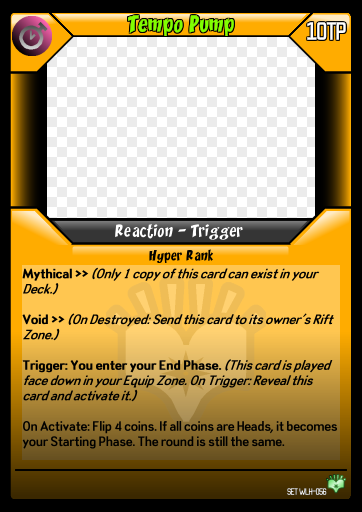 Tempo Pump
10TP
Reaction - Trigger
Hyper Rank
Mythical >> (Only 1 copy of this card can exist in your
Deck.)
Void >> (On Destroyed: Send this card to its owner's Rift
Zone.)
Trigger: You enter your End Phase. (This card is played
face down in your Equip Zone. On Trigger: Reveal this
card and activate it.)
On Activate: Flip 4 coins. If all coins are Heads, it becomes
your Starting Phase. The round is still the same.
SET WLH-056